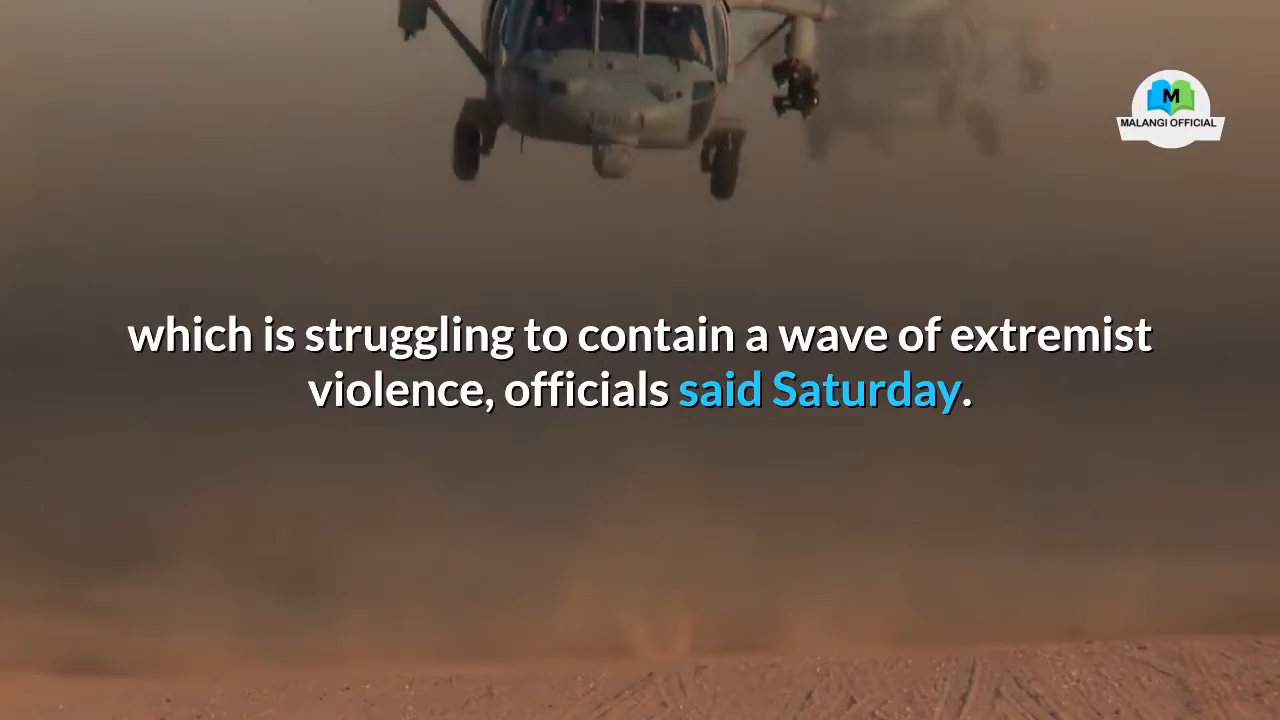 M
MALANGI OFFICIAL
which is struggling to contain a wave of extremist
violence, officials said Saturday.